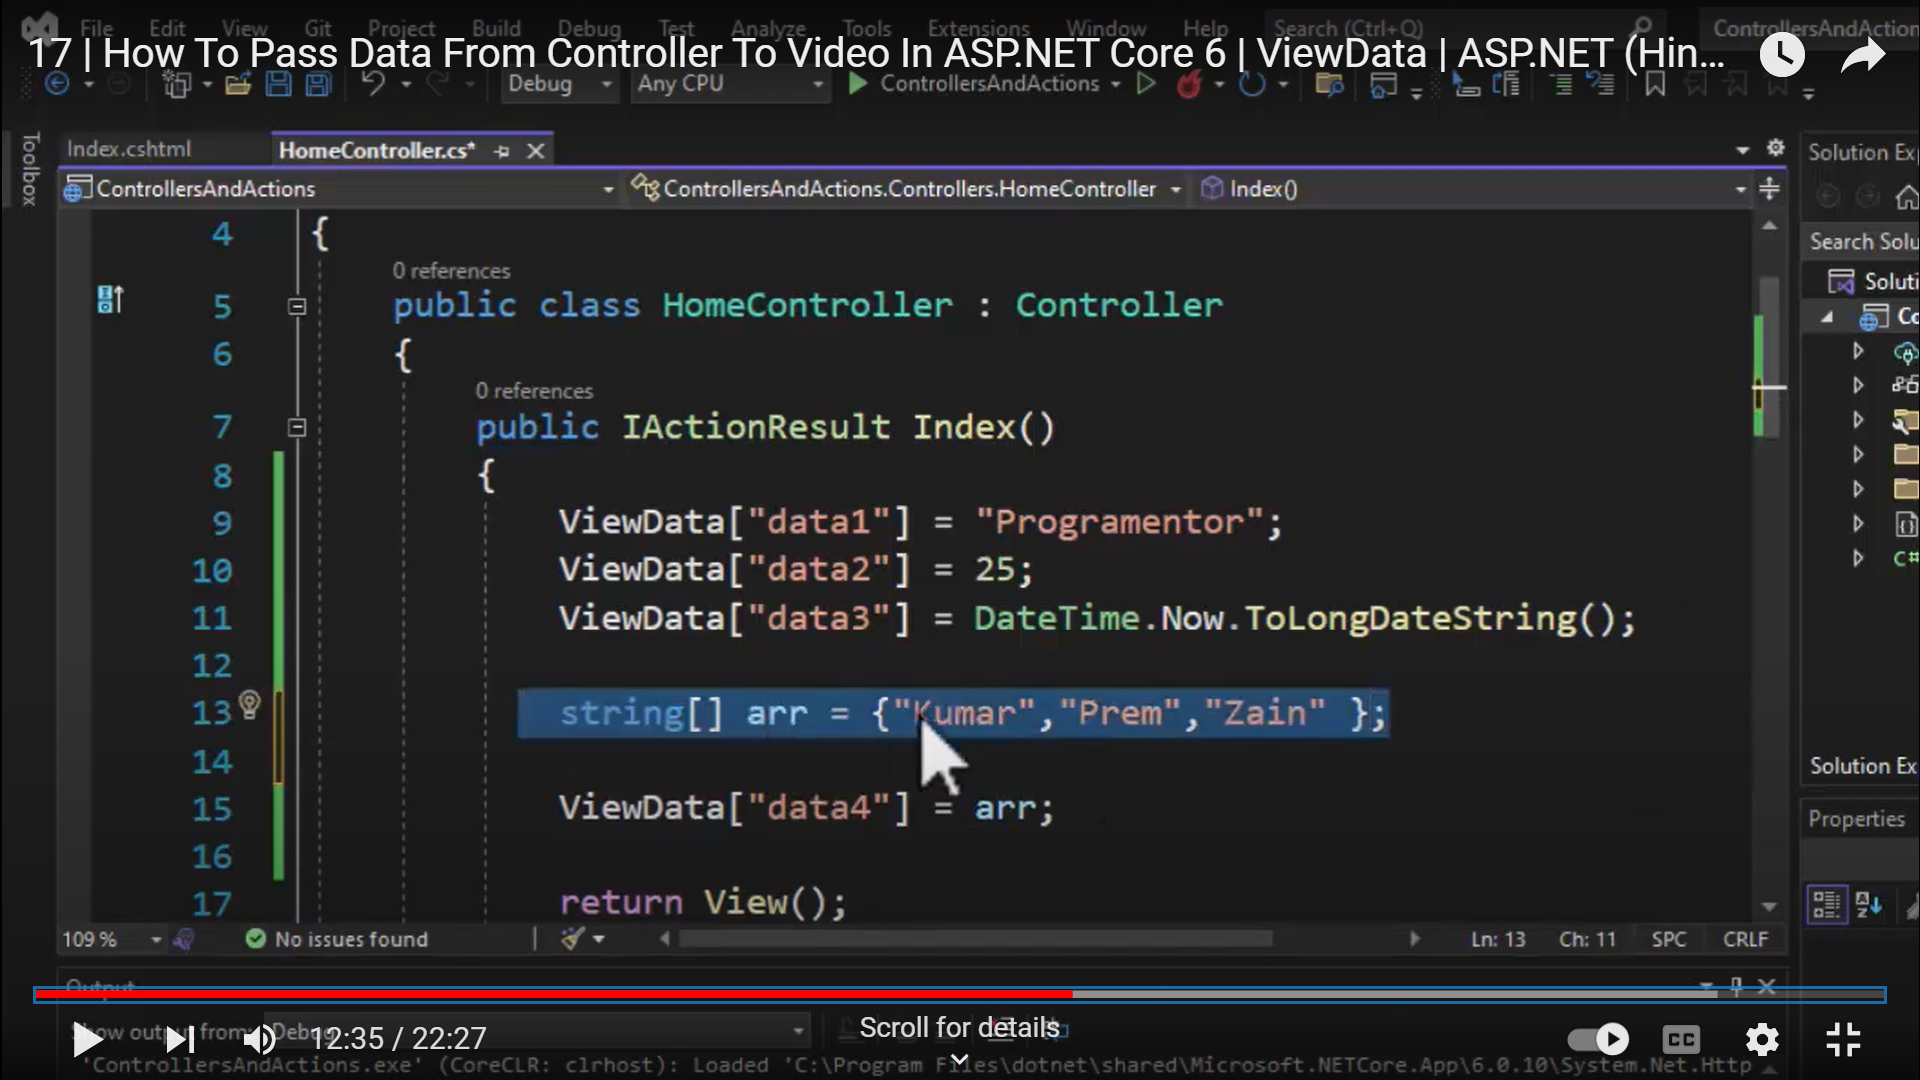 File Edit View Git Project Build Debug Test Analyze Tools Extensions Window Help Search (Ctrl+Q) ControllersAndAction
17 | How To Pass Data From Controller To Video In ASP.NET Core 6 | ViewData | ASP.NET (Hin...
Debug Any CPU ControllersAndActions
Toolbox
Index.cshtml HomeController.cs* Solution Ex
ControllersAndActions ControllersAndActions.Controllers.HomeController Index()
Search Solu
Soluti
Co
4 {
0 references
5 public class HomeController : Controller
6 {
0 references
7 public IActionResult Index()
8 {
9 ViewData["data1"] = "Programentor";
10 ViewData["data2"] = 25;
11 ViewData["data3"] = DateTime.Now.ToLongDateString();
12
13 string[] arr = {"Kumar","Prem","Zain" };
14
15 ViewData["data4"] = arr;
16
17 return View();
C#
Solution Ex
Properties
109 % No issues found Ln: 13 Ch: 11 SPC CRLF
Output
Show output from: Debug
12:35 / 22:27 Scroll for details CC
'ControllersAndActions.exe' (CoreCLR: clrhost): Loaded 'C:\Program Files\dotnet\shared\Microsoft.NETCore.App\6.0.10\System.Net.Http